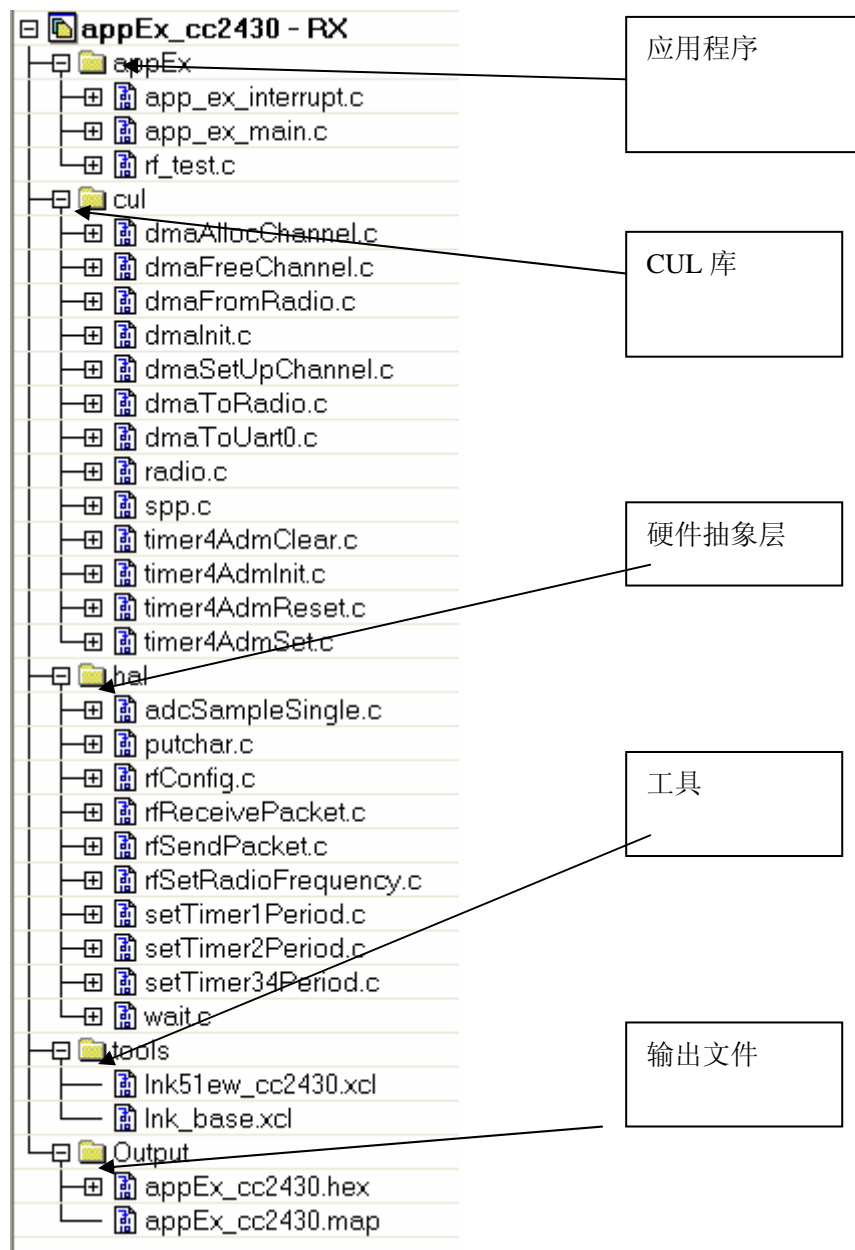 appEx_cc2430 - RX
appEx
app_ex_interrupt.c
app_ex_main.c
rf_test.c
cul
dmaAllocChannel.c
dmaFreeChannel.c
dmaFromRadio.c
dmaInit.c
dmaSetUpChannel.c
dmaToRadio.c
dmaToUart0.c
radio.c
spp.c
timer4AdmClear.c
timer4AdmInit.c
timer4AdmReset.c
timer4AdmSet.c
hal
adcSampleSingle.c
putchar.c
rfConfig.c
rfReceivePacket.c
rfSendPacket.c
rfSetRadioFrequency.c
setTimer1Period.c
setTimer2Period.c
setTimer34Period.c
wait.c
tools
lnk51ew_cc2430.xcl
lnk_base.xcl
Output
appEx_cc2430.hex
appEx_cc2430.map
应用程序
CUL 库
硬件抽象层
工具
输出文件